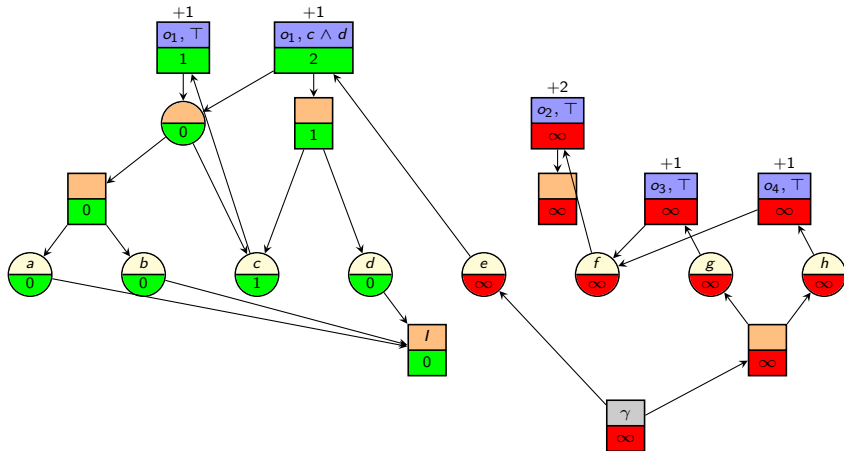 +1 +1
o₁, ⊤ o₁, c ∧ d
1 2
+2
o₂, ⊤
0 1 ∞
+1 +1
o₃, ⊤ o₄, ⊤
0 ∞ ∞ ∞
a b c d e f g h
0 0 1 0 ∞ ∞ ∞ ∞
I
0 ∞
γ
∞